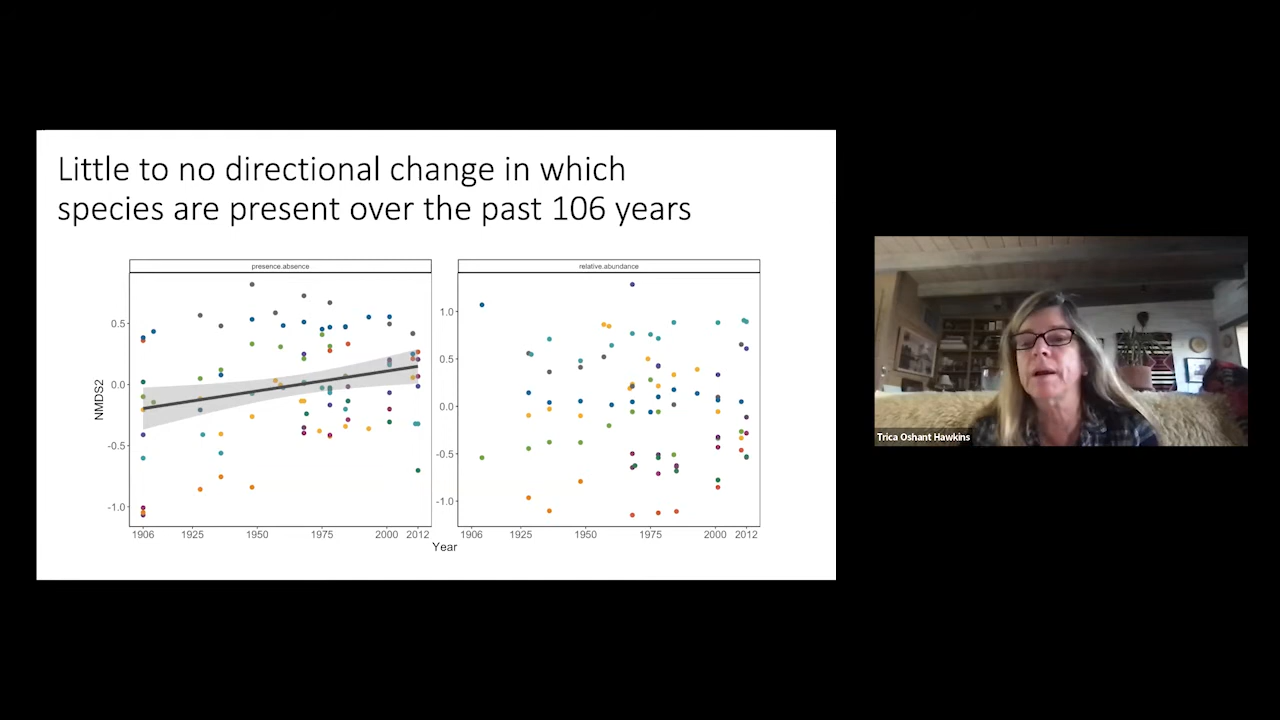 Little to no directional change in which
species are present over the past 106 years
presence.absence
relative.abundance
NMDS2
0.5
0.0
-0.5
-1.0
1.0
0.5
0.0
-0.5
-1.0
1906 1925 1950 1975 2000 2012
1906 1925 1950 1975 2000 2012
Year
Trica Oshant Hawkins